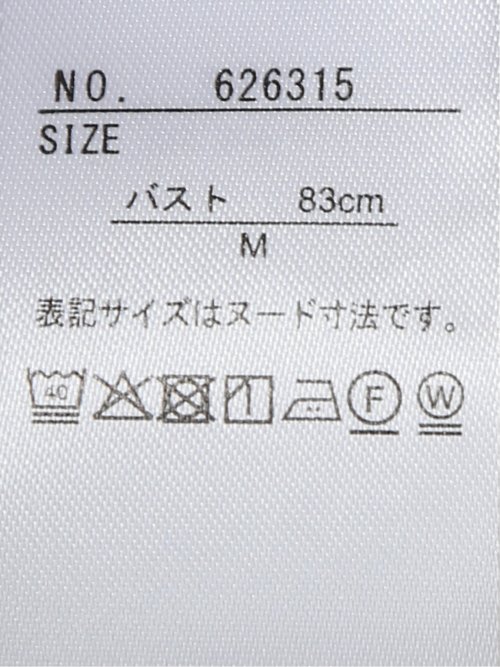 NO. 626315
SIZE
バスト 83cm
M
表記サイズはヌード寸法です。
40 F W